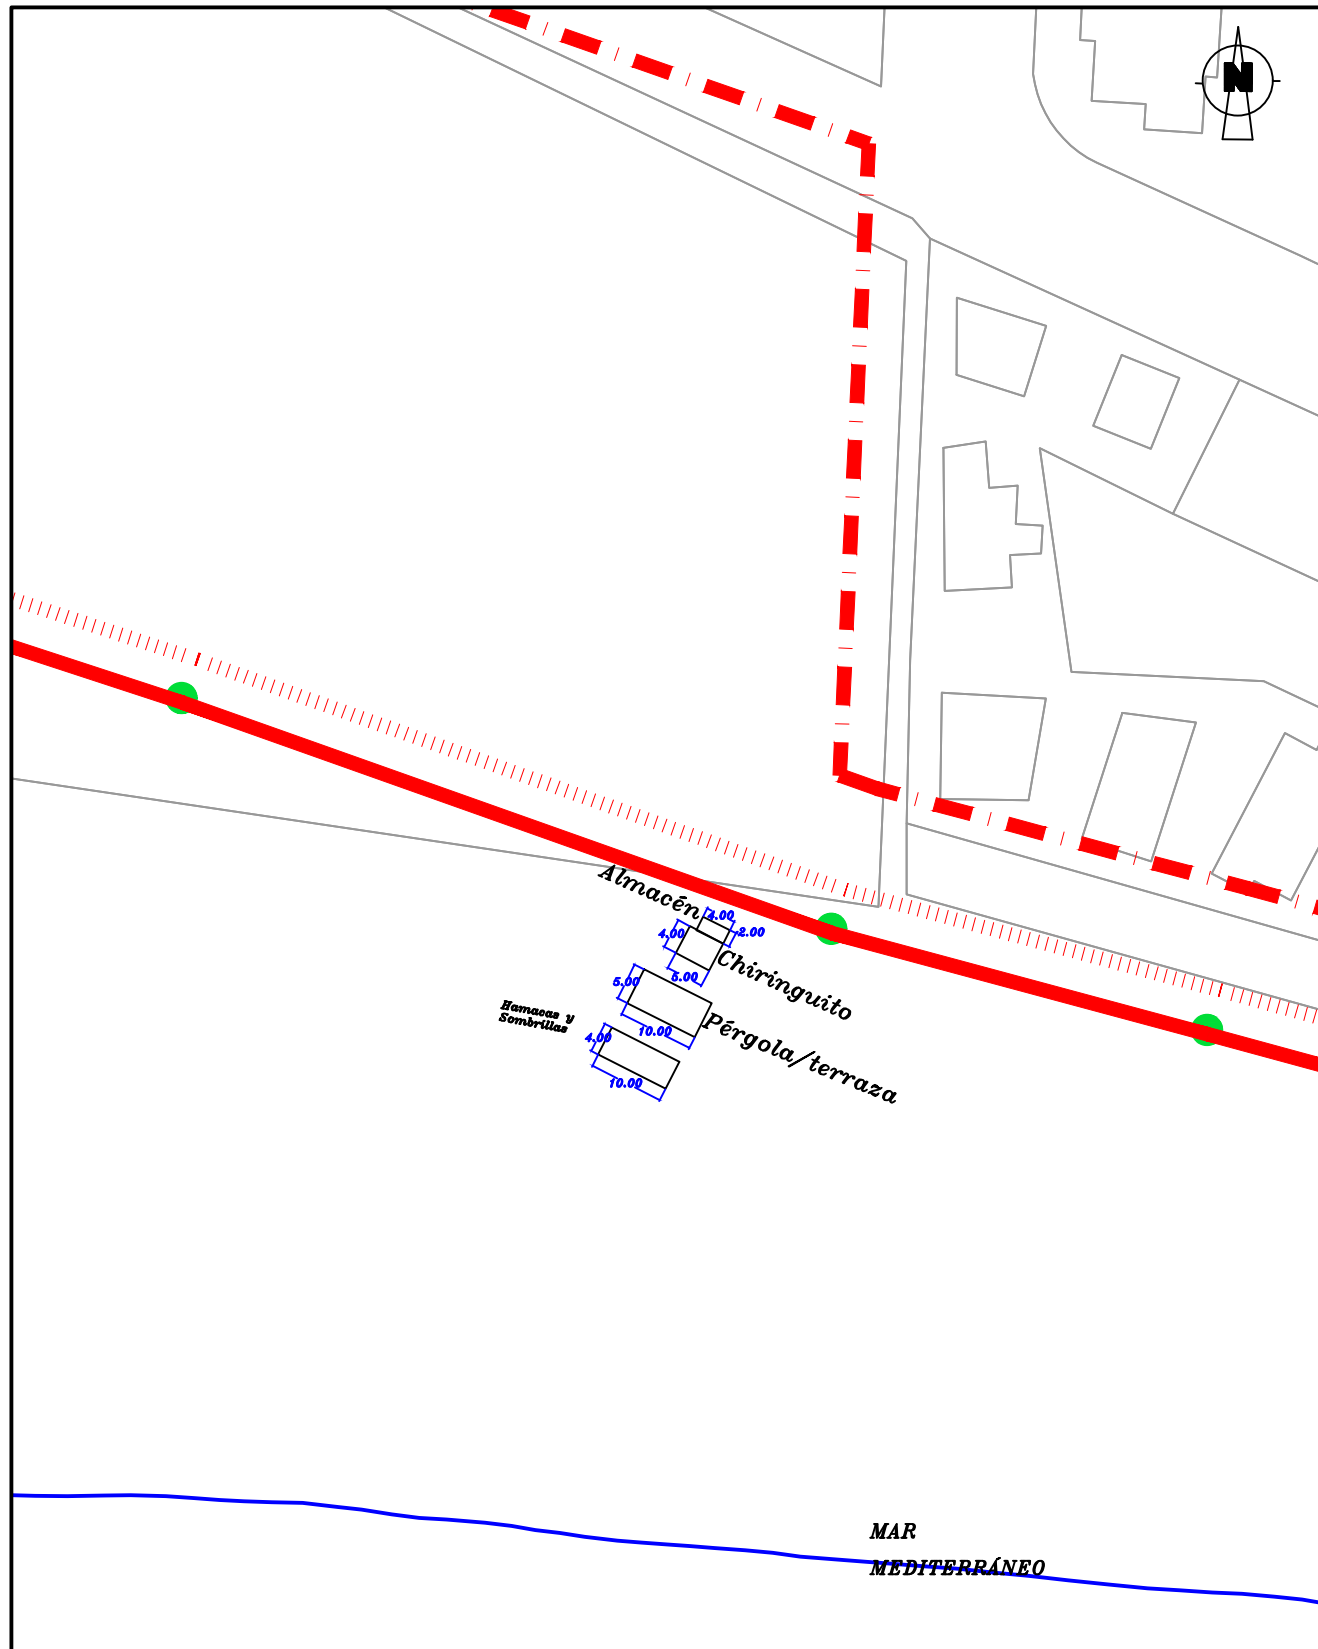 N
Almacén
4.00
2.00
4.00
5.00
Chiringuito
5.00
10.00
Pérgola/terraza
Hamacas y
Sombrillas
4.00
10.00
MAR
MEDITERRÁNEO